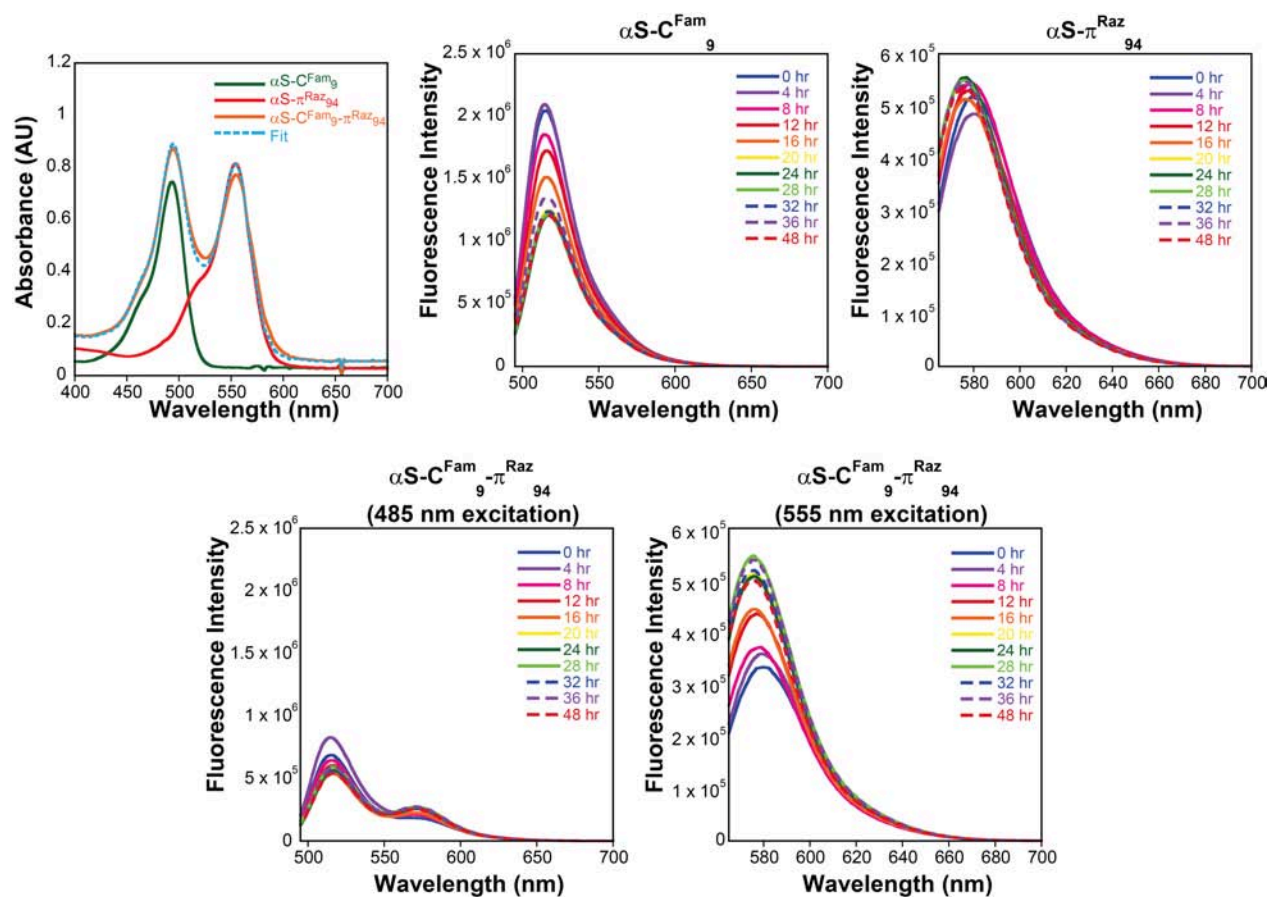 1.2
1
0.8
0.6
0.4
0.2
0
Absorbance (AU)
αS-C^Fam_9
αS-π^Raz_94
αS-C^Fam_9-π^Raz_94
Fit
400 450 500 550 600 650 700
Wavelength (nm)
αS-C^Fam_9
2.5 x 10^6
2 x 10^6
1.5 x 10^6
1 x 10^6
5 x 10^5
0
Fluorescence Intensity
0 hr
4 hr
8 hr
12 hr
16 hr
20 hr
24 hr
28 hr
32 hr
36 hr
48 hr
500 550 600 650 700
Wavelength (nm)
αS-π^Raz_94
6 x 10^5
5 x 10^5
4 x 10^5
3 x 10^5
2 x 10^5
1 x 10^5
0
Fluorescence Intensity
0 hr
4 hr
8 hr
12 hr
16 hr
20 hr
24 hr
28 hr
32 hr
36 hr
48 hr
580 600 620 640 660 680 700
Wavelength (nm)
αS-C^Fam_9-π^Raz_94
(485 nm excitation)
2.5 x 10^6
2 x 10^6
1.5 x 10^6
1 x 10^6
5 x 10^5
0
Fluorescence Intensity
0 hr
4 hr
8 hr
12 hr
16 hr
20 hr
24 hr
28 hr
32 hr
36 hr
48 hr
500 550 600 650 700
Wavelength (nm)
αS-C^Fam_9-π^Raz_94
(555 nm excitation)
6 x 10^5
5 x 10^5
4 x 10^5
3 x 10^5
2 x 10^5
1 x 10^5
0
Fluorescence Intensity
0 hr
4 hr
8 hr
12 hr
16 hr
20 hr
24 hr
28 hr
32 hr
36 hr
48 hr
580 600 620 640 660 680 700
Wavelength (nm)